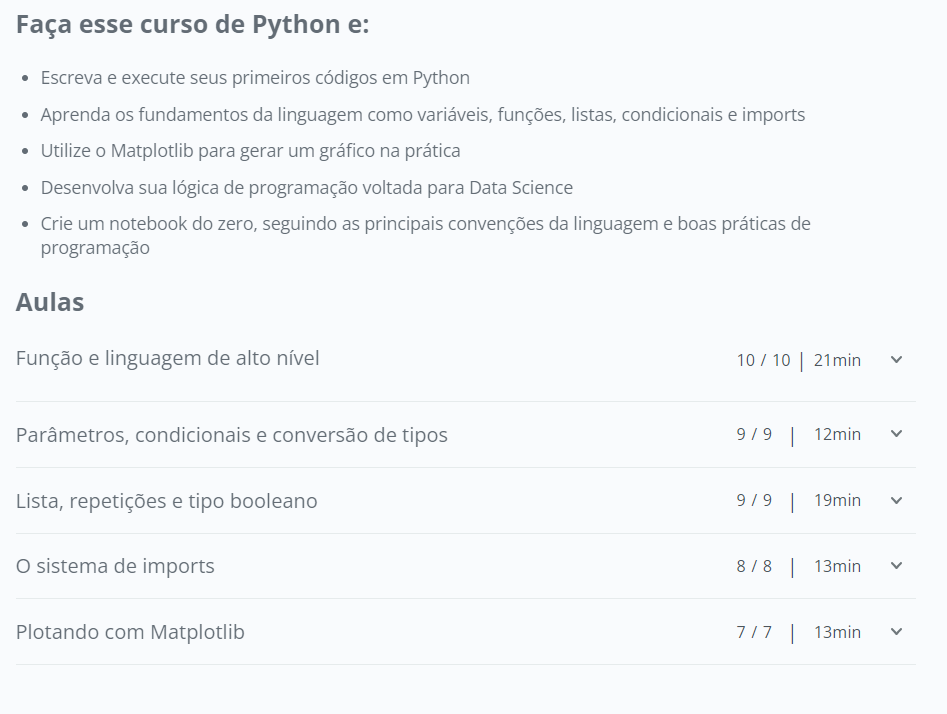 Faça esse curso de Python e:
• Escreva e execute seus primeiros códigos em Python
• Aprenda os fundamentos da linguagem como variáveis, funções, listas, condicionais e imports
• Utilize o Matplotlib para gerar um gráfico na prática
• Desenvolva sua lógica de programação voltada para Data Science
• Crie um notebook do zero, seguindo as principais convenções da linguagem e boas práticas de
programação
Aulas
Função e linguagem de alto nível 10 / 10 | 21min
Parâmetros, condicionais e conversão de tipos 9 / 9 | 12min
Lista, repetições e tipo booleano 9 / 9 | 19min
O sistema de imports 8 / 8 | 13min
Plotando com Matplotlib 7 / 7 | 13min